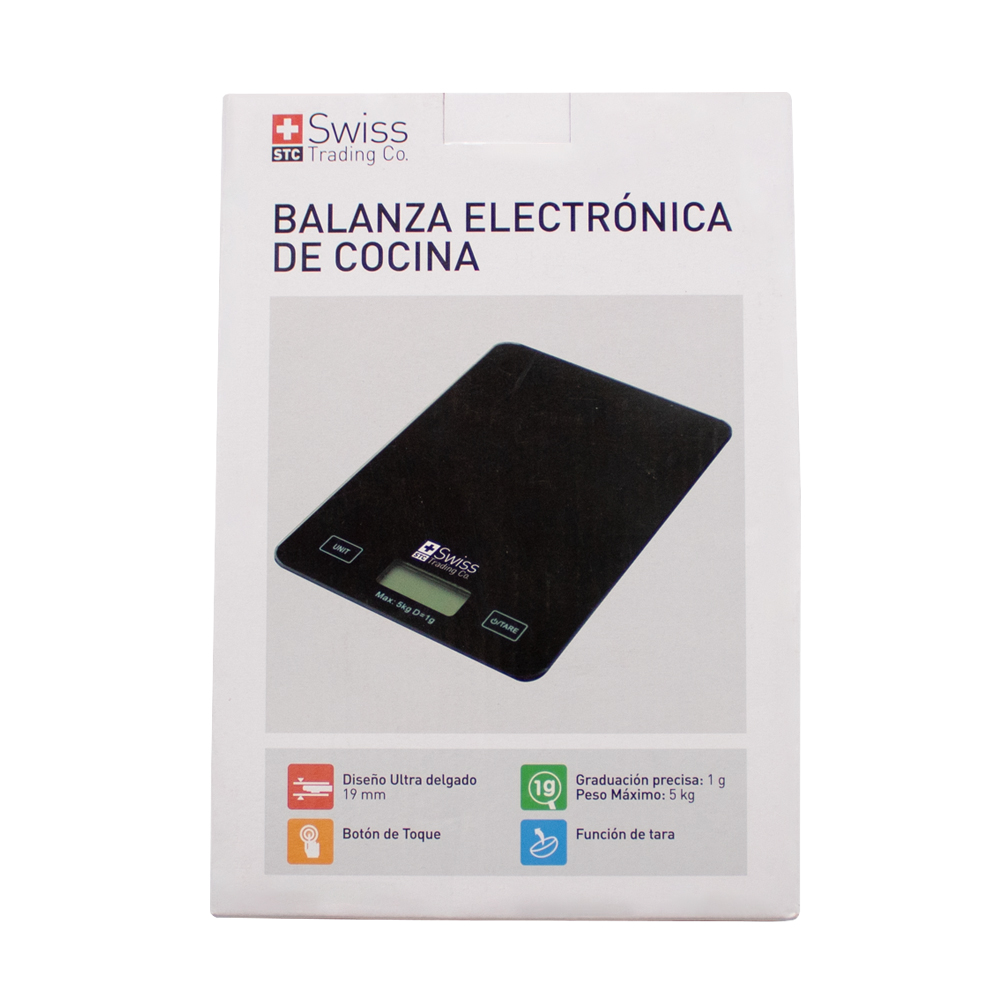 Swiss
STC Trading Co.
BALANZA ELECTRÓNICA
DE COCINA
UNIT
Swiss
STC Trading Co.
Max: 5kg D=1g
/TARE
Diseño Ultra delgado
19 mm
1g
Graduación precisa: 1 g
Peso Máximo: 5 kg
Botón de Toque
Función de tara